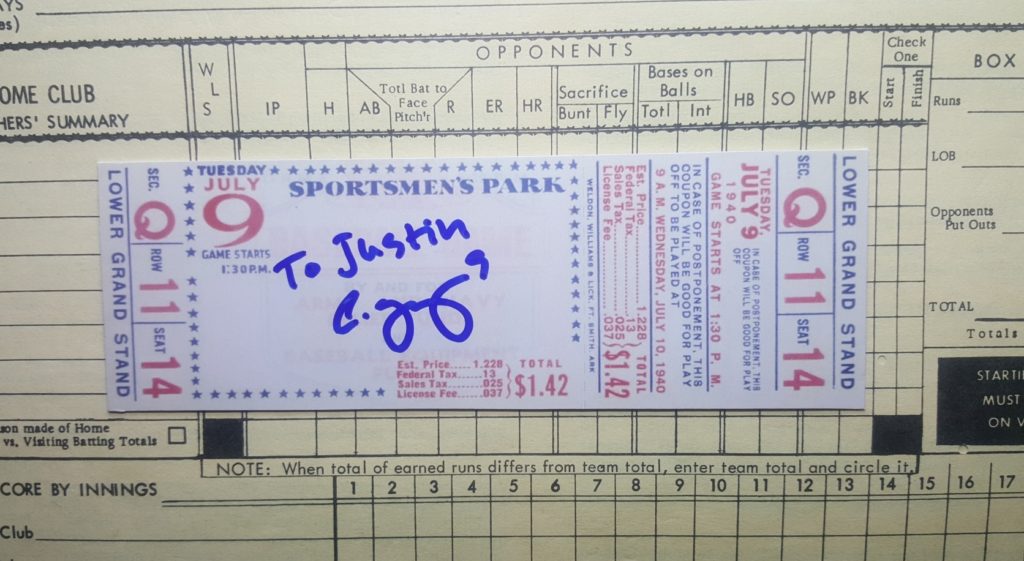 OPPONENTS
Check
One
BOX
OME CLUB
HERS' SUMMARY
W
L
S
IP
H
AB
Totl Bat to
Face
Pitch'r
R
ER
HR
Sacrifice
Bunt Fly
Bases on
Balls
Totl Int
HB
SO
WP
BK
Start
Finish
Runs
LOB
Opponents
Put Outs
TOTAL
Totals
LOWER GRAND STAND
SEC. Q ROW 11 SEAT 14
TUESDAY
JULY
9
GAME STARTS
1:30 P.M.
SPORTSMEN'S PARK
To Justin
9
Est. Price......1.228
Federal Tax.....13
Sales Tax........025
License Fee......037
TOTAL
$1.42
WELDON, WILLIAMS & LICK, FT. SMITH, ARK
Est. Price......1.228
Federal Tax.....13
Sales Tax........025
License Fee......037
TOTAL
$1.42
IN CASE OF POSTPONEMENT, THIS
COUPON WILL BE GOOD FOR PLAY
OFF TO BE PLAYED AT
9 A. M. WEDNESDAY, JULY 10, 1940
TUESDAY
JULY 9
1940
GAME STARTS AT 1:30 P. M.
IN CASE OF POSTPONEMENT, THIS
COUPON WILL BE GOOD FOR PLAY
OFF
SEC. Q ROW 11 SEAT 14
LOWER GRAND STAND
son made of Home
vs. Visiting Batting Totals
MUST
ON V
NOTE: When total of earned runs differs from team total, enter team total and circle it.
CORE BY INNINGS
1 2 3 4 5 6 7 8 9 10 11 12 13 14 15 16 17
Club